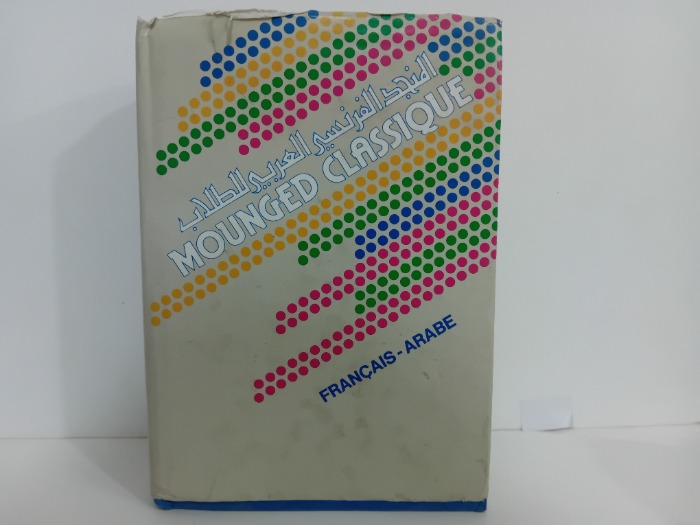 المنجد الفرنسي العربي للطلاب
MOUNGED CLASSIQUE
FRANÇAIS-ARABE